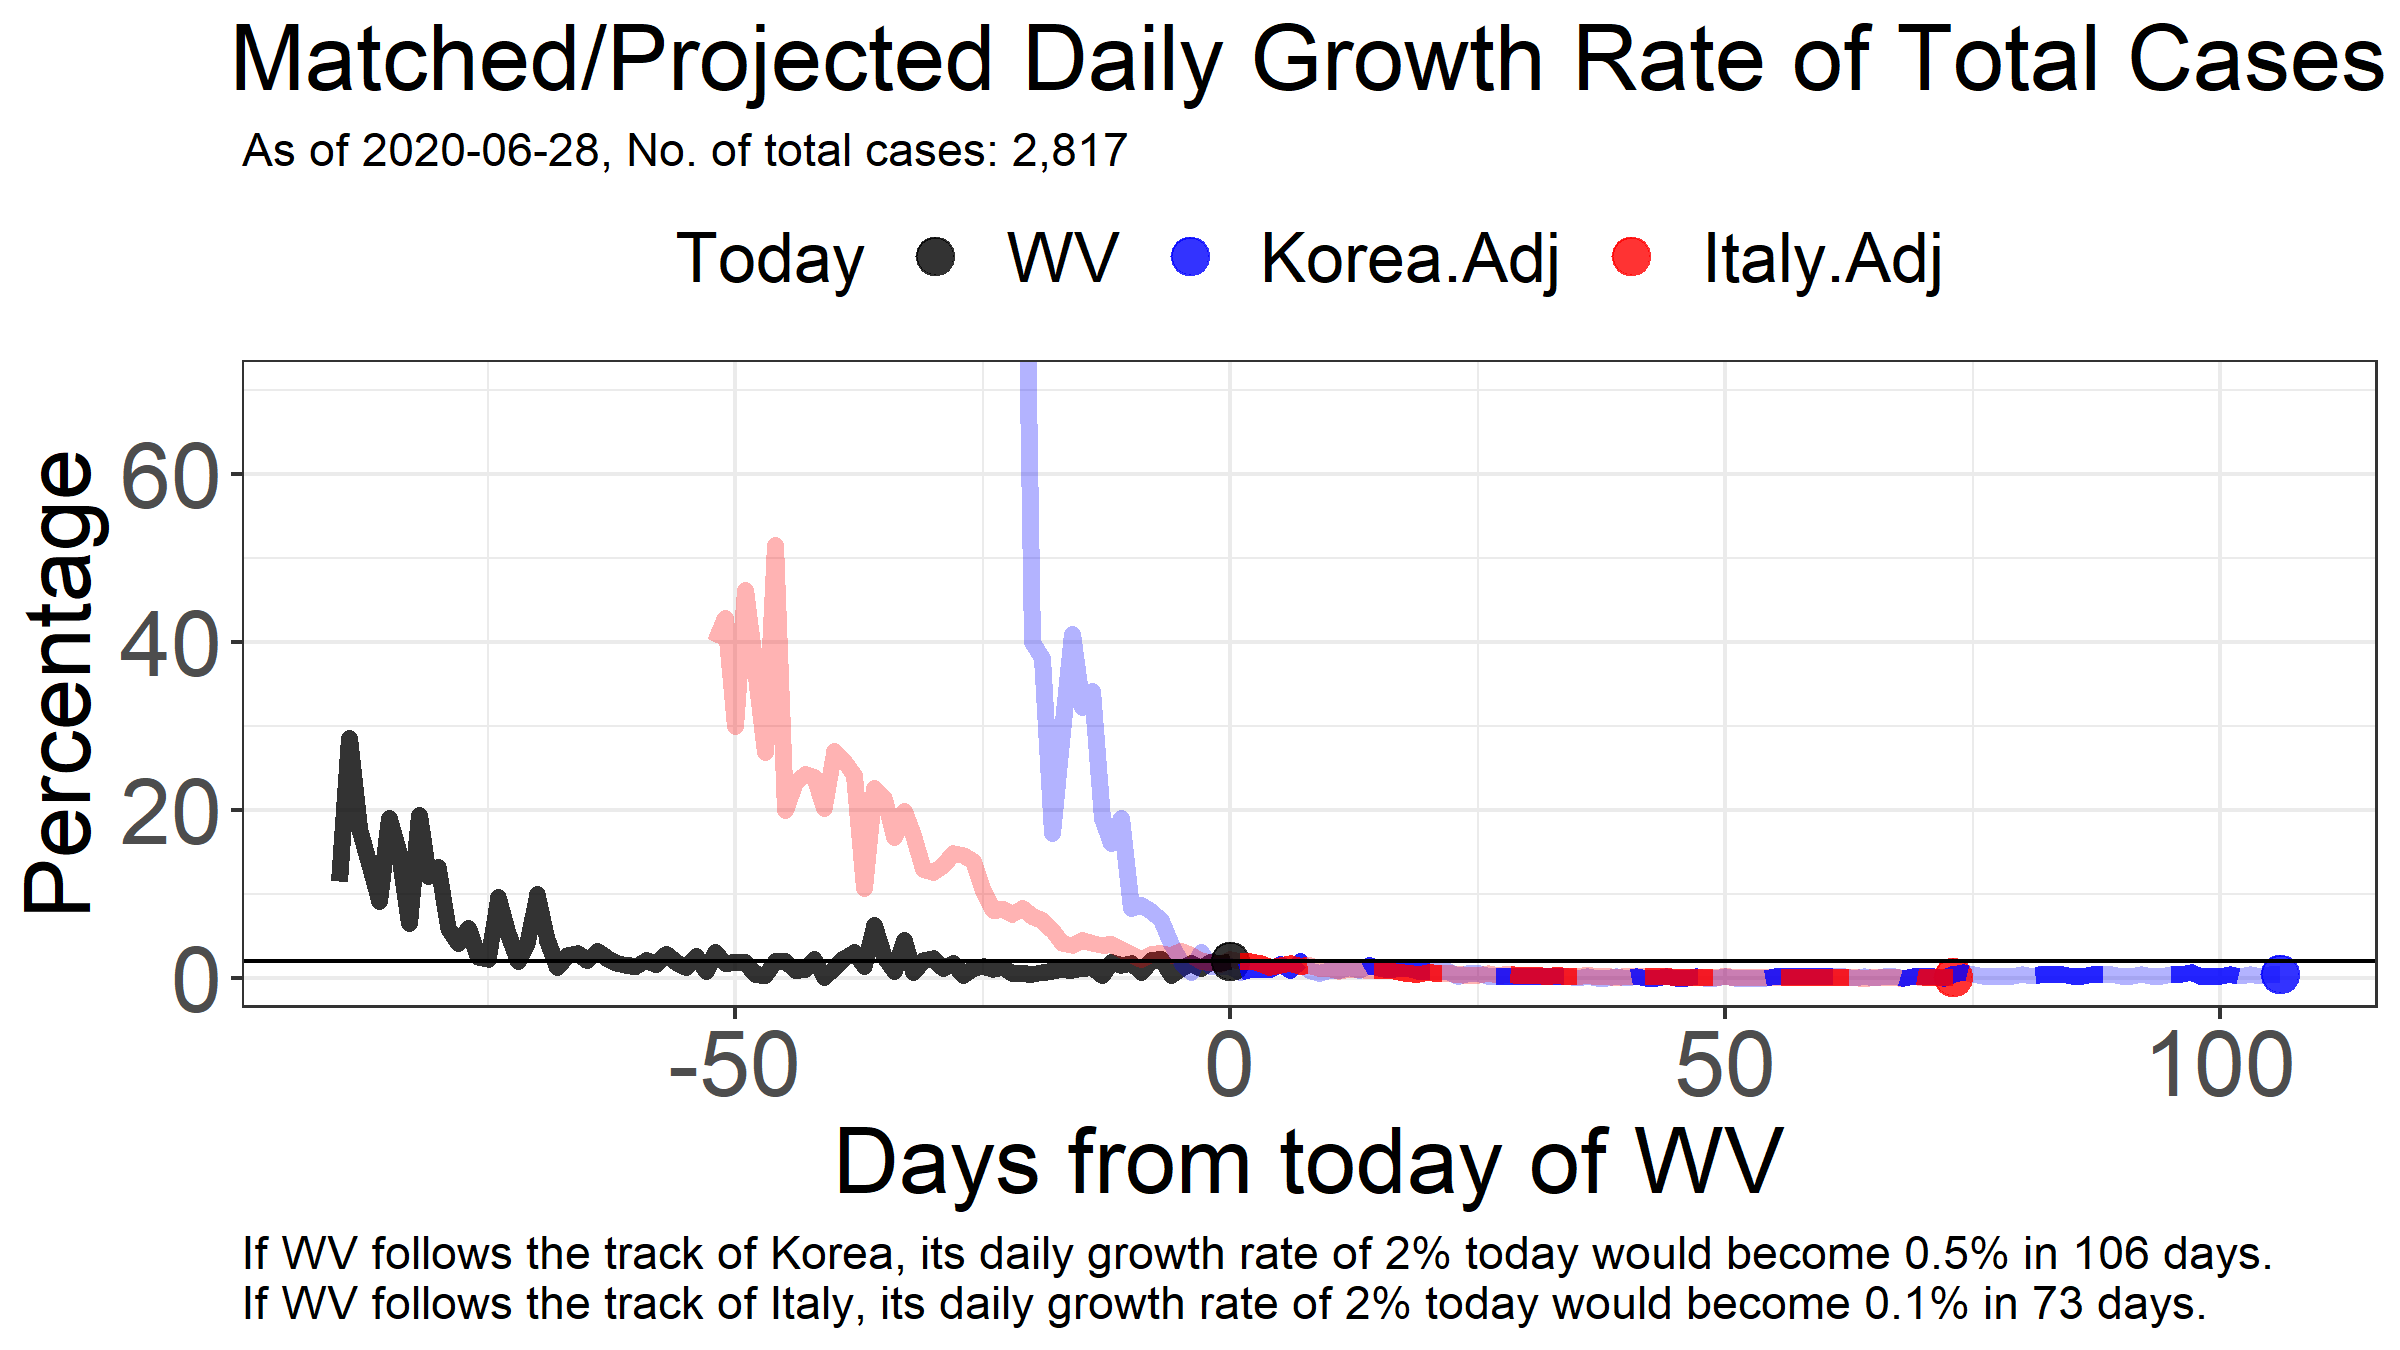 Matched/Projected Daily Growth Rate of Total Cases
As of 2020-06-28, No. of total cases: 2,817
Today WV Korea.Adj Italy.Adj
Percentage
60
40
20
0
-50 0 50 100
Days from today of WV
If WV follows the track of Korea, its daily growth rate of 2% today would become 0.5% in 106 days.
If WV follows the track of Italy, its daily growth rate of 2% today would become 0.1% in 73 days.